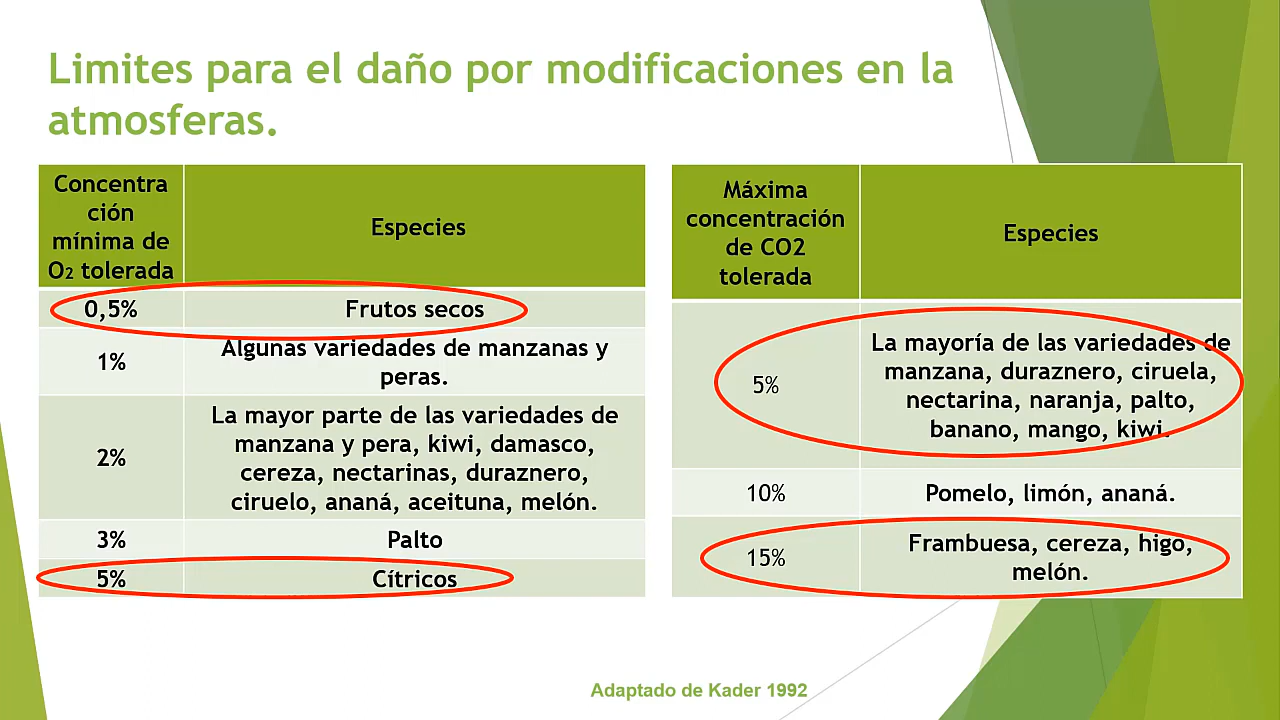 Limites para el daño por modificaciones en la
atmosferas.
Concentra
ción
mínima de
O2 tolerada
Especies
0,5%
Frutos secos
1%
Algunas variedades de manzanas y
peras.
2%
La mayor parte de las variedades de
manzana y pera, kiwi, damasco,
cereza, nectarinas, duraznero,
ciruelo, ananá, aceituna, melón.
3%
Palto
5%
Cítricos
Máxima
concentración
de CO2
tolerada
Especies
5%
La mayoría de las variedades de
manzana, duraznero, ciruela,
nectarina, naranja, palto,
banano, mango, kiwi.
10%
Pomelo, limón, ananá.
15%
Frambuesa, cereza, higo,
melón.
Adaptado de Kader 1992